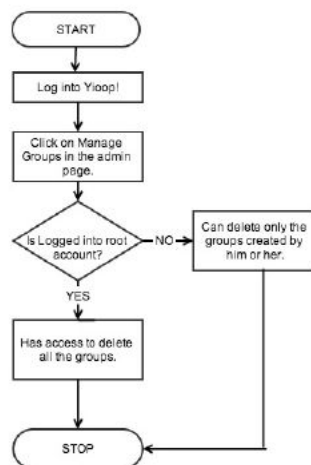 START
Log into Yioop!
Click on Manage
Groups in the admin
page.
Is Logged into root
account?
NO
Can delete only the
groups created by
him or her.
YES
Has access to delete
all the groups.
STOP